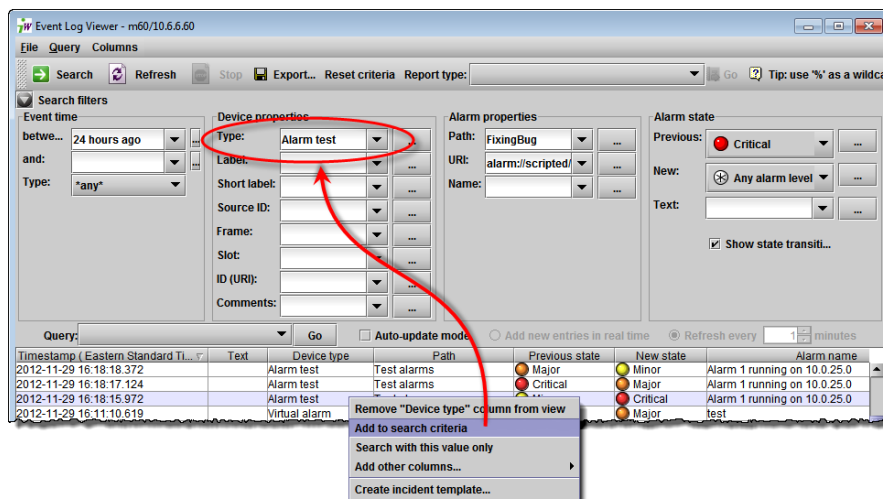 Event Log Viewer - m60/10.6.6.60
File Query Columns
Search Refresh Stop Export... Reset criteria Report type: Go Tip: use '%' as a wildca
Search filters
Event time Device properties Alarm properties Alarm state
betwe... 24 hours ago ... Type: Alarm test ... Path: FixingBug ... Previous: Critical ...
and: ... Label: ... URI: alarm://scripted/ ... New: Any alarm level ...
Type: *any* Short label: ... Name: ... Text: ...
Source ID: ...
Frame: ...
Slot: ... Show state transiti...
ID (URI): ...
Comments: ...
Query: Go Auto-update mode Add new entries in real time Refresh every 1 minutes
Timestamp ( Eastern Standard Ti... Text Device type Path Previous state New state Alarm name
2012-11-29 16:18:18.372 Alarm test Test alarms Major Minor Alarm 1 running on 10.0.25.0
2012-11-29 16:18:17.124 Alarm test Test alarms Critical Major Alarm 1 running on 10.0.25.0
2012-11-29 16:18:15.972 Alarm test Critical Alarm 1 running on 10.0.25.0
2012-11-29 16:11:10.619 Virtual alarm Major test
Remove "Device type" column from view
Add to search criteria
Search with this value only
Add other columns...
Create incident template...